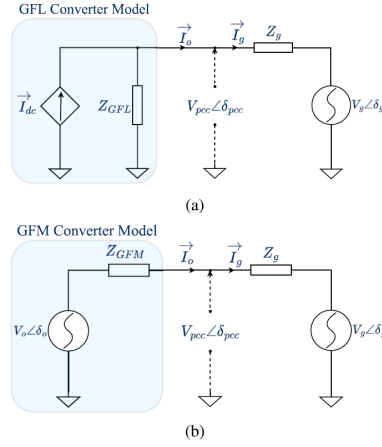 GFL Converter Model
I_o I_g Z_g
I_dc Z_GFL V_pcc∠δ_pcc V_g∠δ_g
(a)
GFM Converter Model
Z_GFM I_o I_g Z_g
V_o∠δ_o V_pcc∠δ_pcc V_g∠δ
(b)